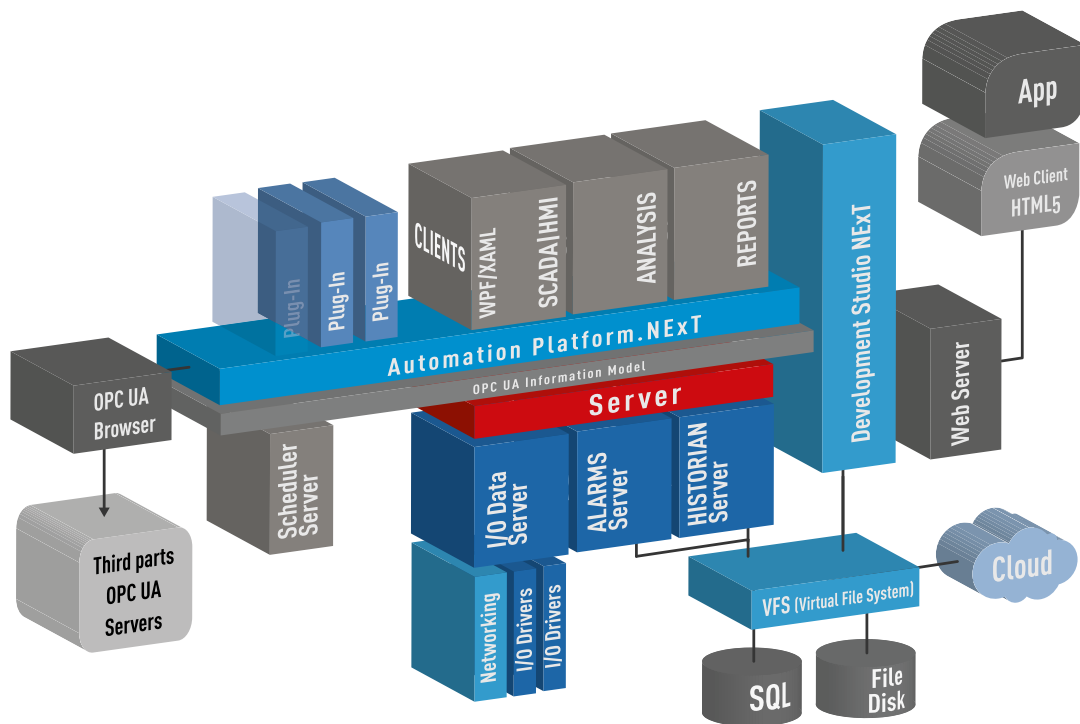 App
Web Client
HTML5
CLIENTS
WPF/XAML
SCADA|HMI
ANALYSIS
REPORTS
Development Studio NExT
Plug-In
Plug-In
Plug-In
Automation Platform.NExT
OPC UA Information Model
Server
OPC UA
Browser
Web Server
Scheduler
Server
I/O Data
Server
ALARMS
Server
HISTORIAN
Server
Third parts
OPC UA
Servers
Networking
I/O Drivers
I/O Drivers
VFS (Virtual File System)
Cloud
SQL
File
Disk